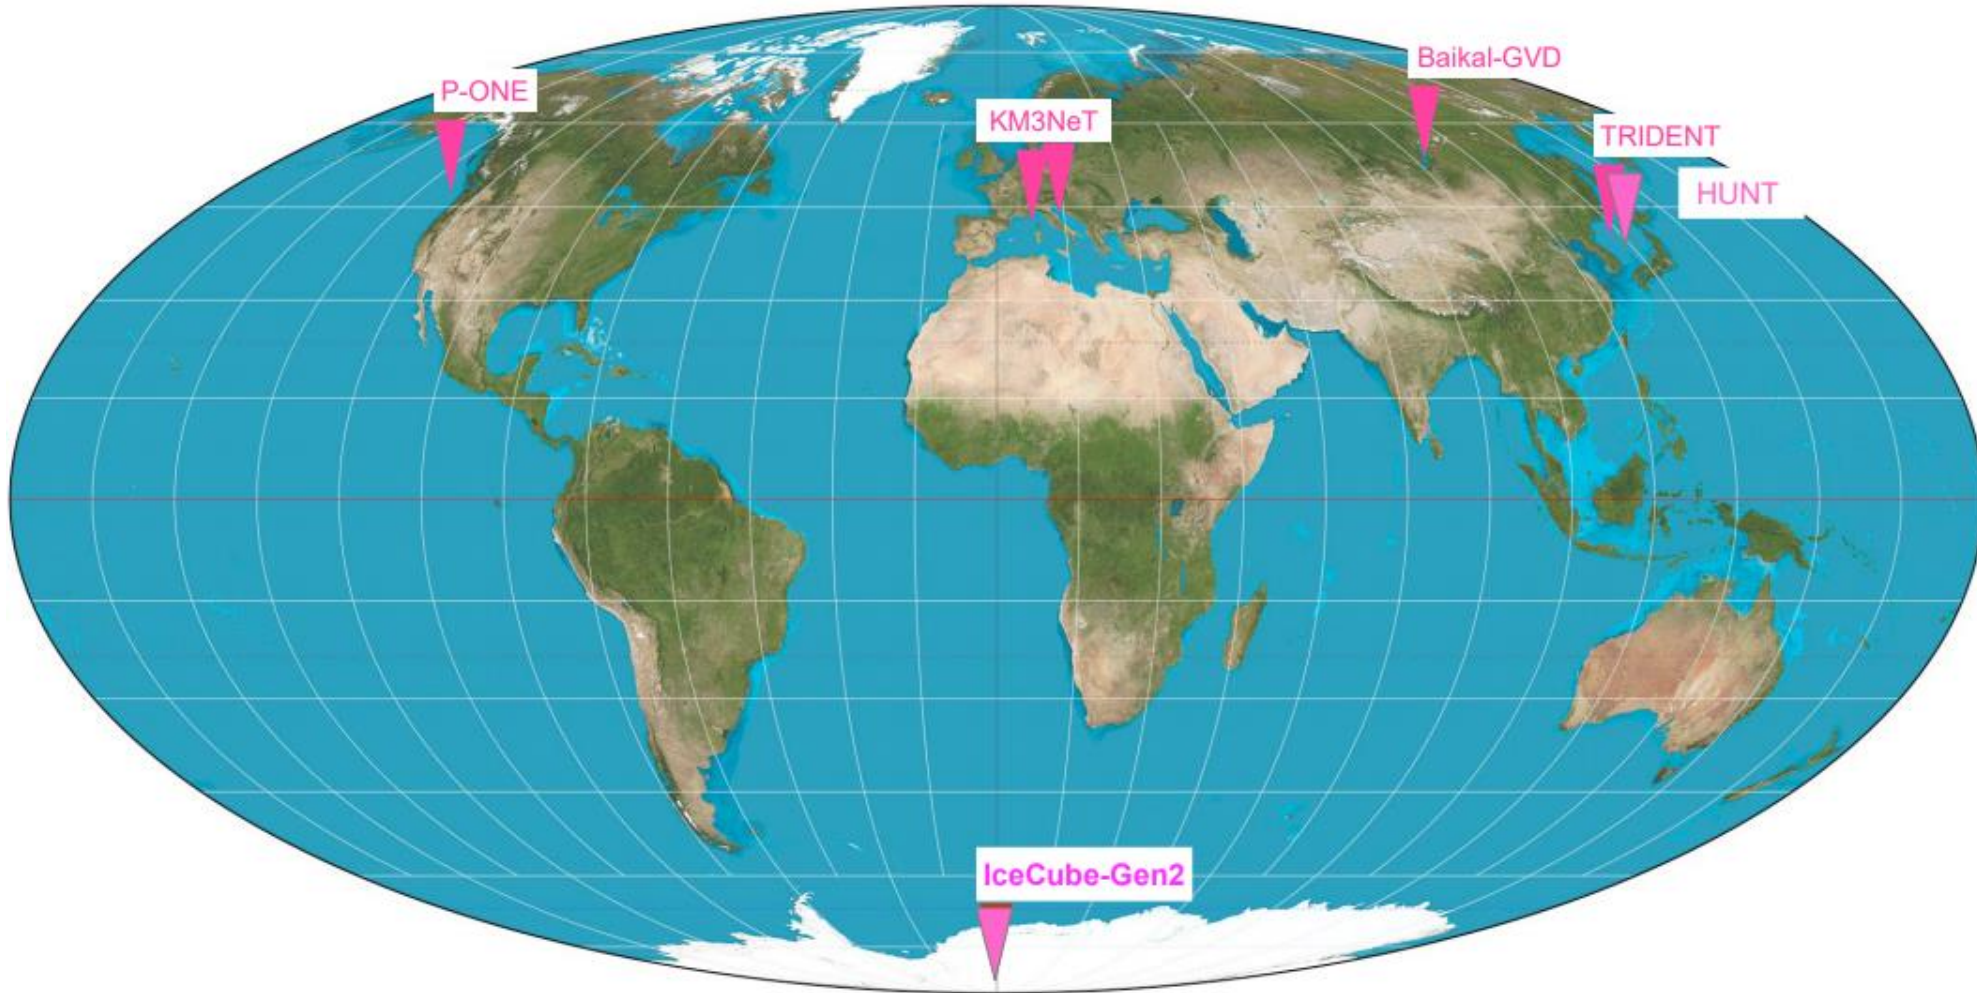 Baikal-GVD
P-ONE
KM3NeT
TRIDENT
HUNT
IceCube-Gen2